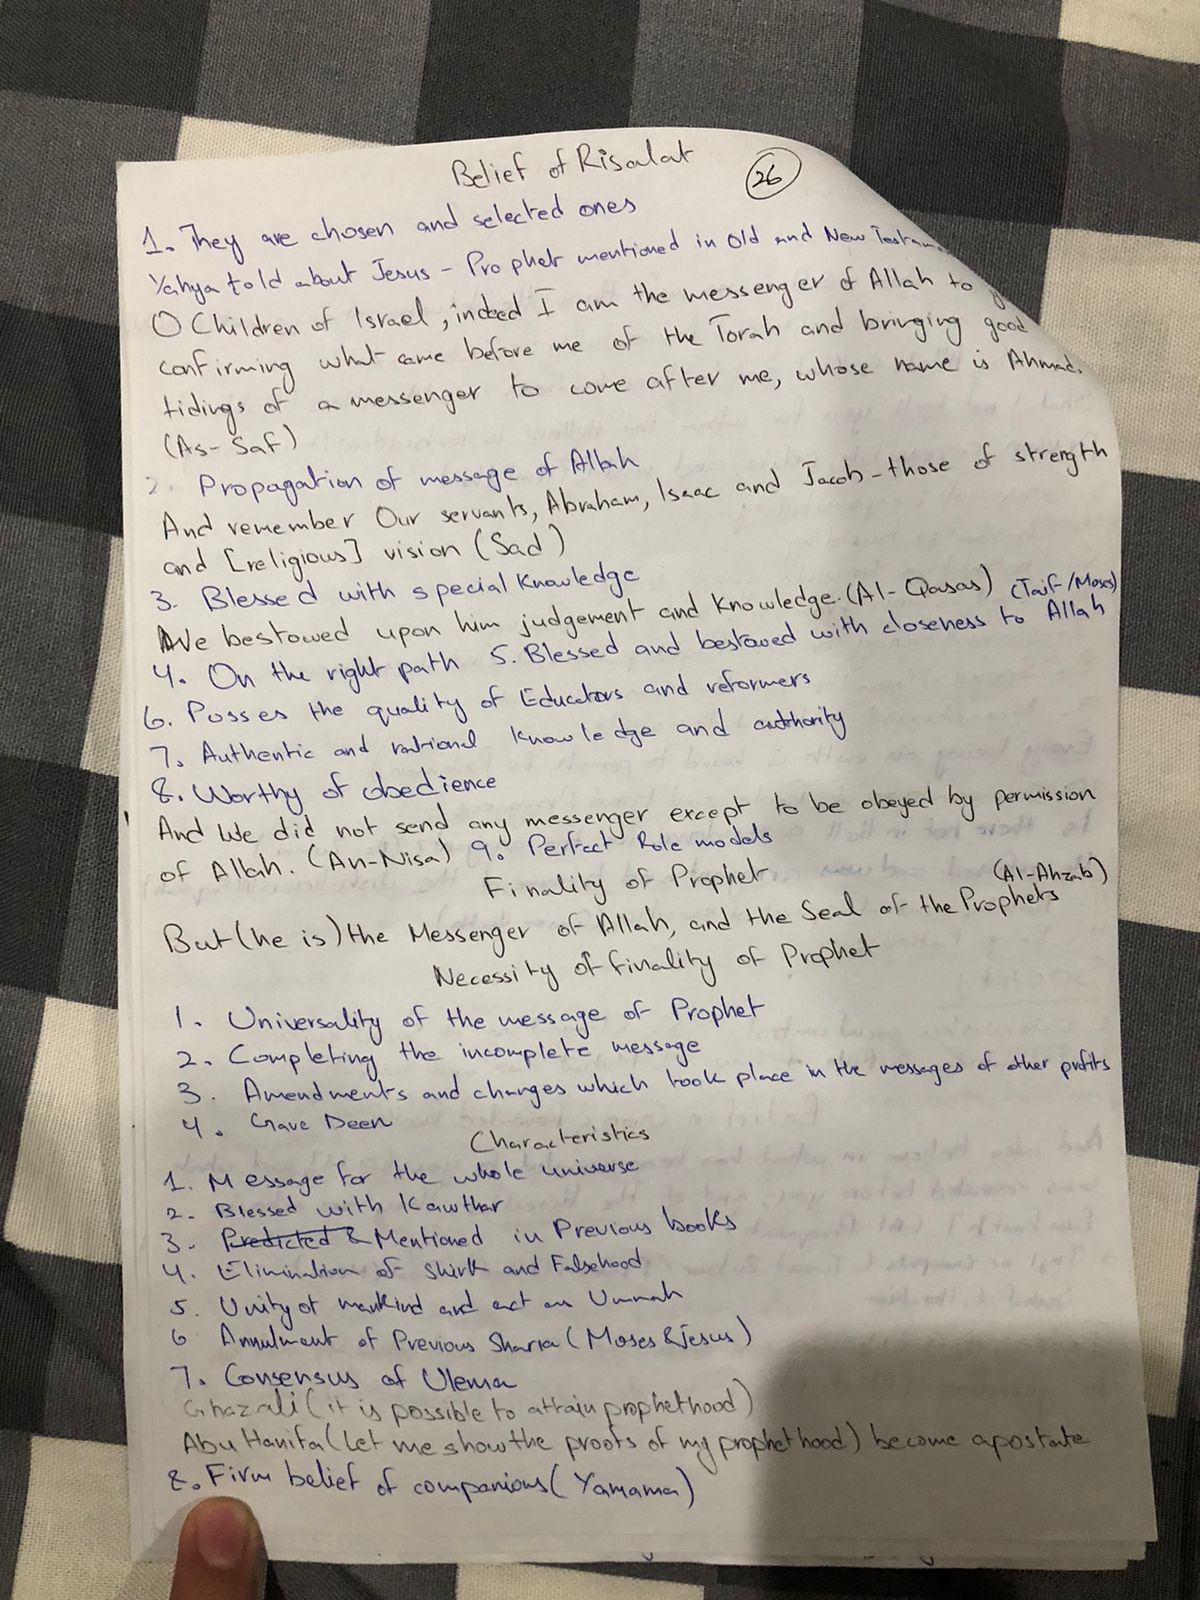 Belief of Risalat
26
1. They are chosen and selected ones
Yahya told about Jesus - Prophet mentioned in Old and New
O Children of Israel, indeed I am the messenger of Allah to
confirming what came before me of the Torah and bringing good
tidings of a messenger to come after me, whose name is Ahmad.
(As-Saf)
2. Propagation of message of Allah
And remember Our servants, Abraham, Isaac and Jacob - those of strength
and [religious] vision (Sad)
3. Blessed with special Knowledge
We bestowed upon him judgement and Knowledge. (Al-Qasas) (Taif/Moses)
4. On the right path 5. Blessed and bestowed with closeness to Allah
6. Posses the quality of Educators and reformers
7. Authentic and rational knowledge and authority
8. Worthy of obedience
And We did not send any messenger except to be obeyed by permission
of Allah. (An-Nisa) 9. Perfect Role models
Finality of Prophet (Al-Ahzab)
But (he is) the Messenger of Allah, and the Seal of the Prophets
Necessity of finality of Prophet
1. Universality of the message of Prophet
2. Completing the incomplete message
3. Amendments and changes which took place in the messages of other profits
4. Gave Deen
Characteristics
1. Message for the whole universe
2. Blessed with Kawthar
3. Predicted & Mentioned in Previous books
4. Elimination of Shirk and Falsehood
5. Unity of mankind and act as Ummah
6 Annulment of Previous Sharia (Moses & Jesus)
7. Consensus of Ulema
Ghazali (it is possible to attain prophethood)
Abu Hanifa (let me show the proofs of my prophethood) become apostate
8. Firm belief of companions (Yamama)